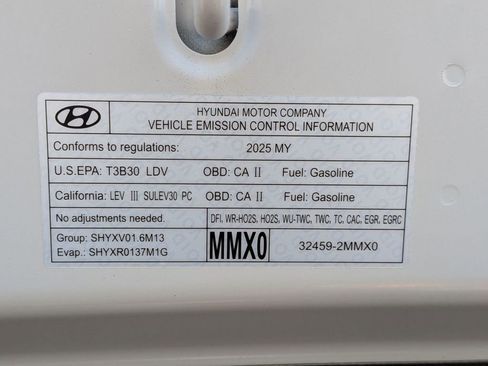 HYUNDAI MOTOR COMPANY
VEHICLE EMISSION CONTROL INFORMATION
Conforms to regulations: 2025 MY
U.S.EPA: T3B30 LDV OBD: CA II Fuel: Gasoline
California: LEV III SULEV30 PC OBD: CA II Fuel: Gasoline
No adjustments needed. DFI, WR-HO2S, HO2S, WU-TWC, TWC, TC, CAC, EGR, EGRC
Group: SHYXV01.6M13
Evap.: SHYXR0137M1G
MMX0 32459-2MMX0